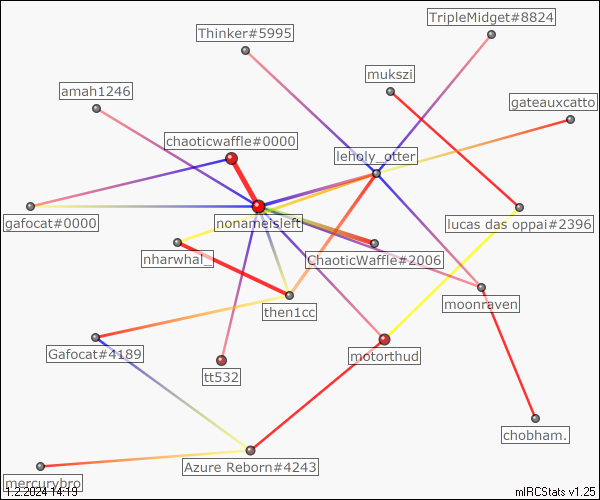 TripleMidget#8824
Thinker#5995
mukszi
amah1246
gateauxcatto
chaoticwaffle#0000
leholy_otter
gafocat#0000
nonameisleft
lucas das oppai#2396
nharwhal_
ChaoticWaffle#2006
moonraven
then1cc
Gafocat#4189
motorthud
tt532
chobham.
Azure Reborn#4243
mercurybro
1.2.2024 14:19
mIRCStats v1.25